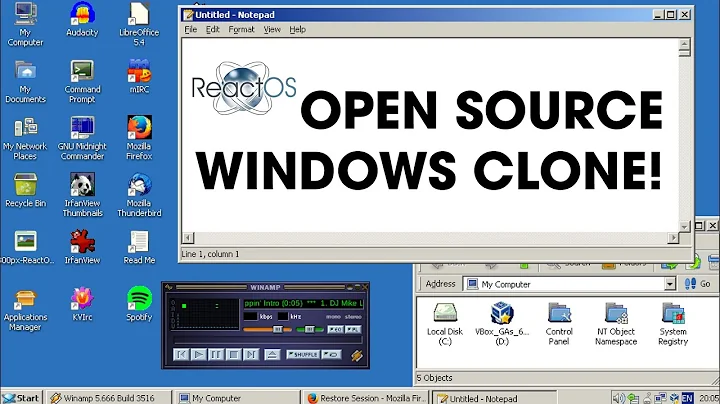 Untitled - Notepad
File Edit Format View Help
ReactOS
OPEN SOURCE
WINDOWS CLONE!
Line 1, column 1
My
Computer
Audacity
LibreOffice
5.4
My
Documents
Command
Prompt
mIRC
My Network
Places
GNU Midnight
Commander
Mozilla
Firefox
Recycle Bin
IrfanView
Thumbnails
Mozilla
Thunderbird
00px-ReactO...
IrfanView
Read Me
Applications
Manager
KVIrc
Spotify
WINAMP
ppin' Intro (0:05) *** 1. DJ Mike L
kbps kHz mono stereo
EQ PL
SHUFFLE
Search Folders
Address My Computer Go
Local Disk
(C:)
VBox_GAs_6...
(D:)
Control
Panel
NT Object
Namespace
System
Registry
5 Objects
Start Winamp 5.666 Build 3516 My Computer Restore Session - Mozilla Fir... Untitled - Notepad EN 20:05